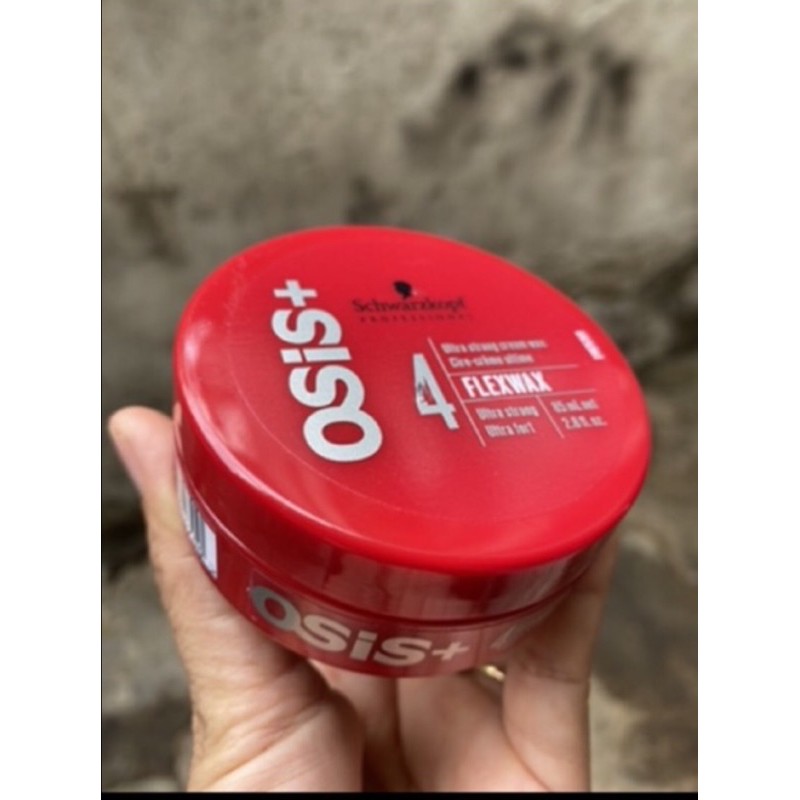 OSiS+
Schwarzkopf
PROFESSIONAL
4
Ultra strong cream wax
Cire-crème ultime
FLEXWAX
Ultra strong
Ultra fort
85 mL net
2.8 fl. oz.
OSiS+